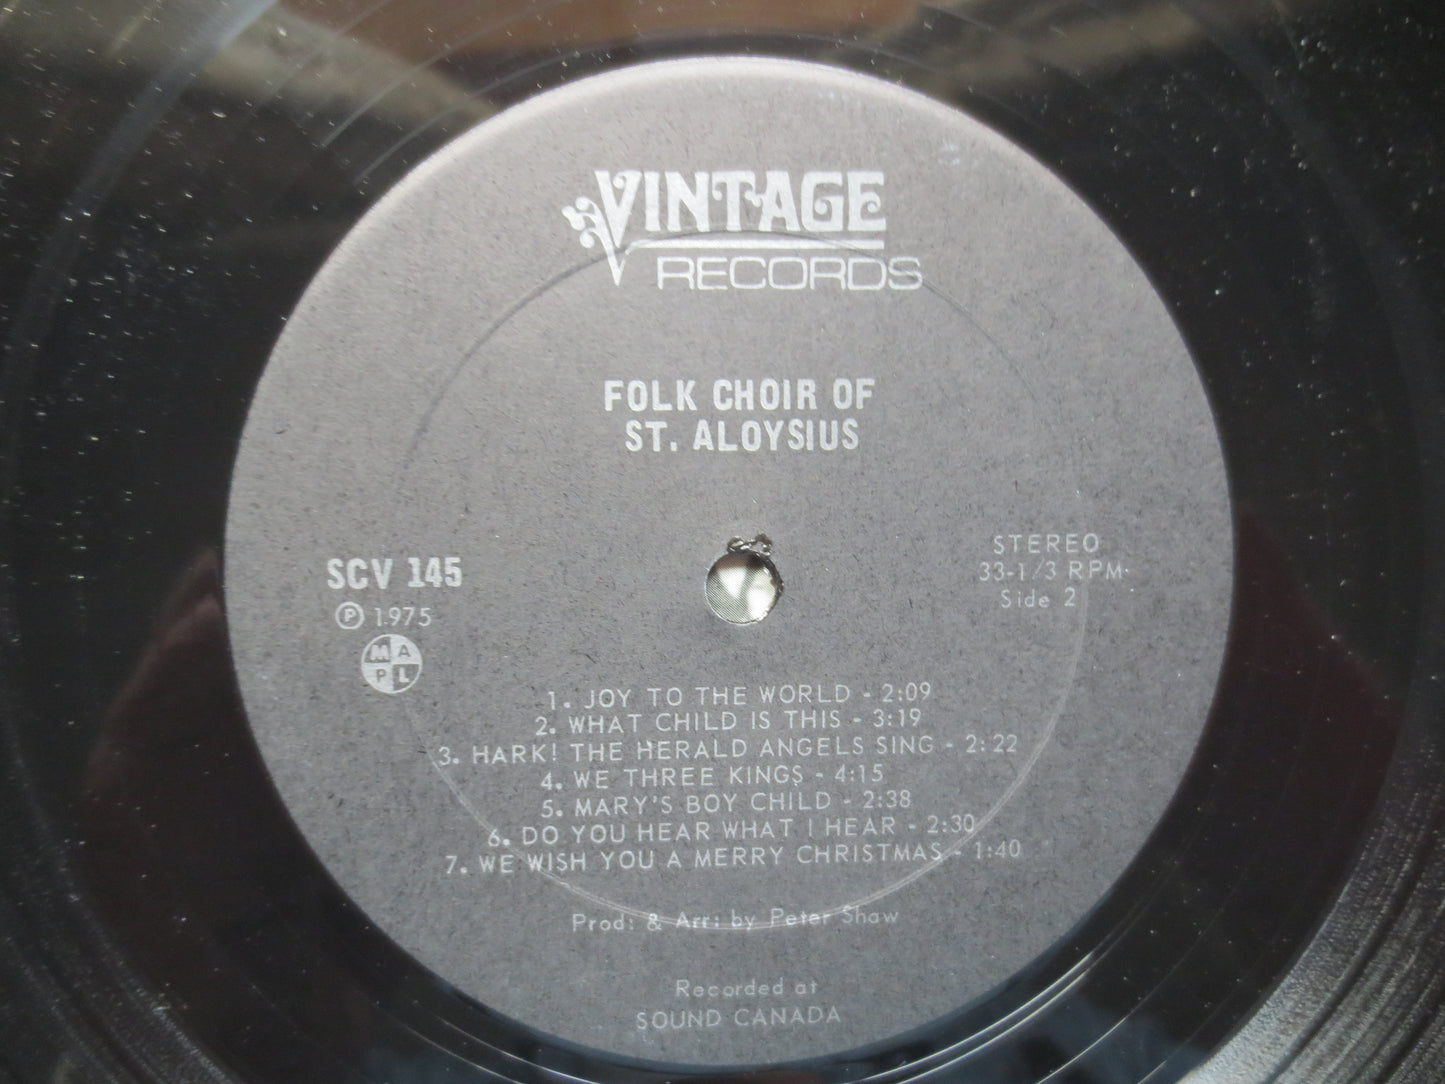 VINTAGE
RECORDS
FOLK CHOIR OF
ST. ALOYSIUS
SCV 145
℗ 1975
M A
P L
STEREO
33-1/3 RPM
Side 2
1. JOY TO THE WORLD - 2:09
2. WHAT CHILD IS THIS - 3:19
3. HARK! THE HERALD ANGELS SING - 2:22
4. WE THREE KINGS - 4:15
5. MARY'S BOY CHILD - 2:38
6. DO YOU HEAR WHAT I HEAR - 2:30
7. WE WISH YOU A MERRY CHRISTMAS - 1:40
Prod: & Arr: by Peter Shaw
Recorded at
SOUND CANADA